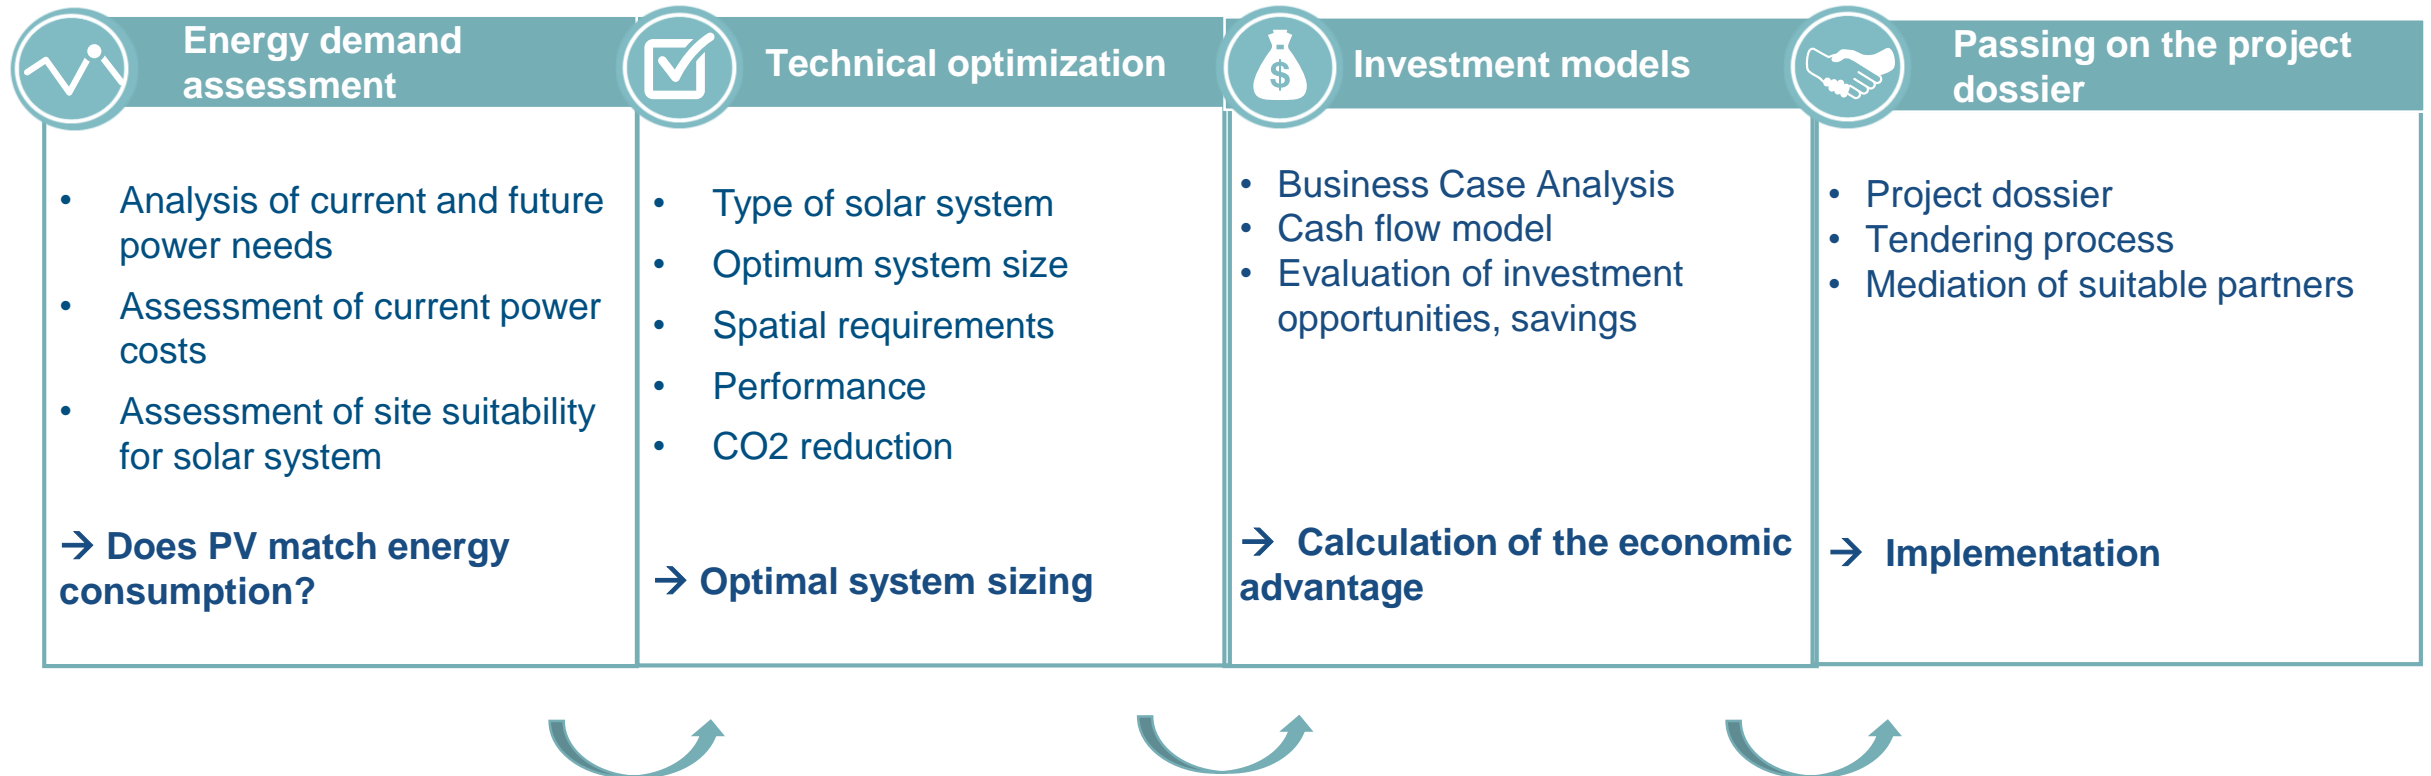 Energy demand
assessment
• Analysis of current and future
power needs
• Assessment of current power
costs
• Assessment of site suitability
for solar system
→ Does PV match energy
consumption?
Technical optimization
• Type of solar system
• Optimum system size
• Spatial requirements
• Performance
• CO2 reduction
→ Optimal system sizing
$
Investment models
• Business Case Analysis
• Cash flow model
• Evaluation of investment
opportunities, savings
→ Calculation of the economic
advantage
Passing on the project
dossier
• Project dossier
• Tendering process
• Mediation of suitable partners
→ Implementation